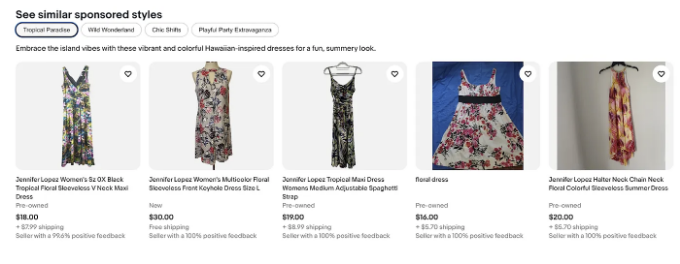 See similar sponsored styles
Tropical Paradise
Wild Wonderland
Chic Shifts
Playful Party Extravaganza
Embrace the island vibes with these vibrant and colorful Hawaiian-inspired dresses for a fun, summery look.
Jennifer Lopez Women's Sz 0X Black
Tropical Floral Sleeveless V Neck Maxi
Dress
Pre-owned
$18.00
+ $7.99 shipping
Seller with a 99.6% positive feedback
Jennifer Lopez Women's Multicolor Floral
Sleeveless Front Keyhole Dress Size L
New
$30.00
Free shipping
Seller with a 100% positive feedback
Jennifer Lopez Tropical Maxi Dress
Womens Medium Adjustable Spaghetti
Strap
Pre-owned
$19.00
+ $8.99 shipping
Seller with a 100% positive feedback
floral dress
Pre-owned
$16.00
+ $5.70 shipping
Seller with a 100% positive feedback
Jennifer Lopez Halter Neck Chain Neck
Floral Colorful Sleeveless Summer Dress
Pre-owned
$20.00
+ $5.70 shipping
Seller with a 100% positive feedback